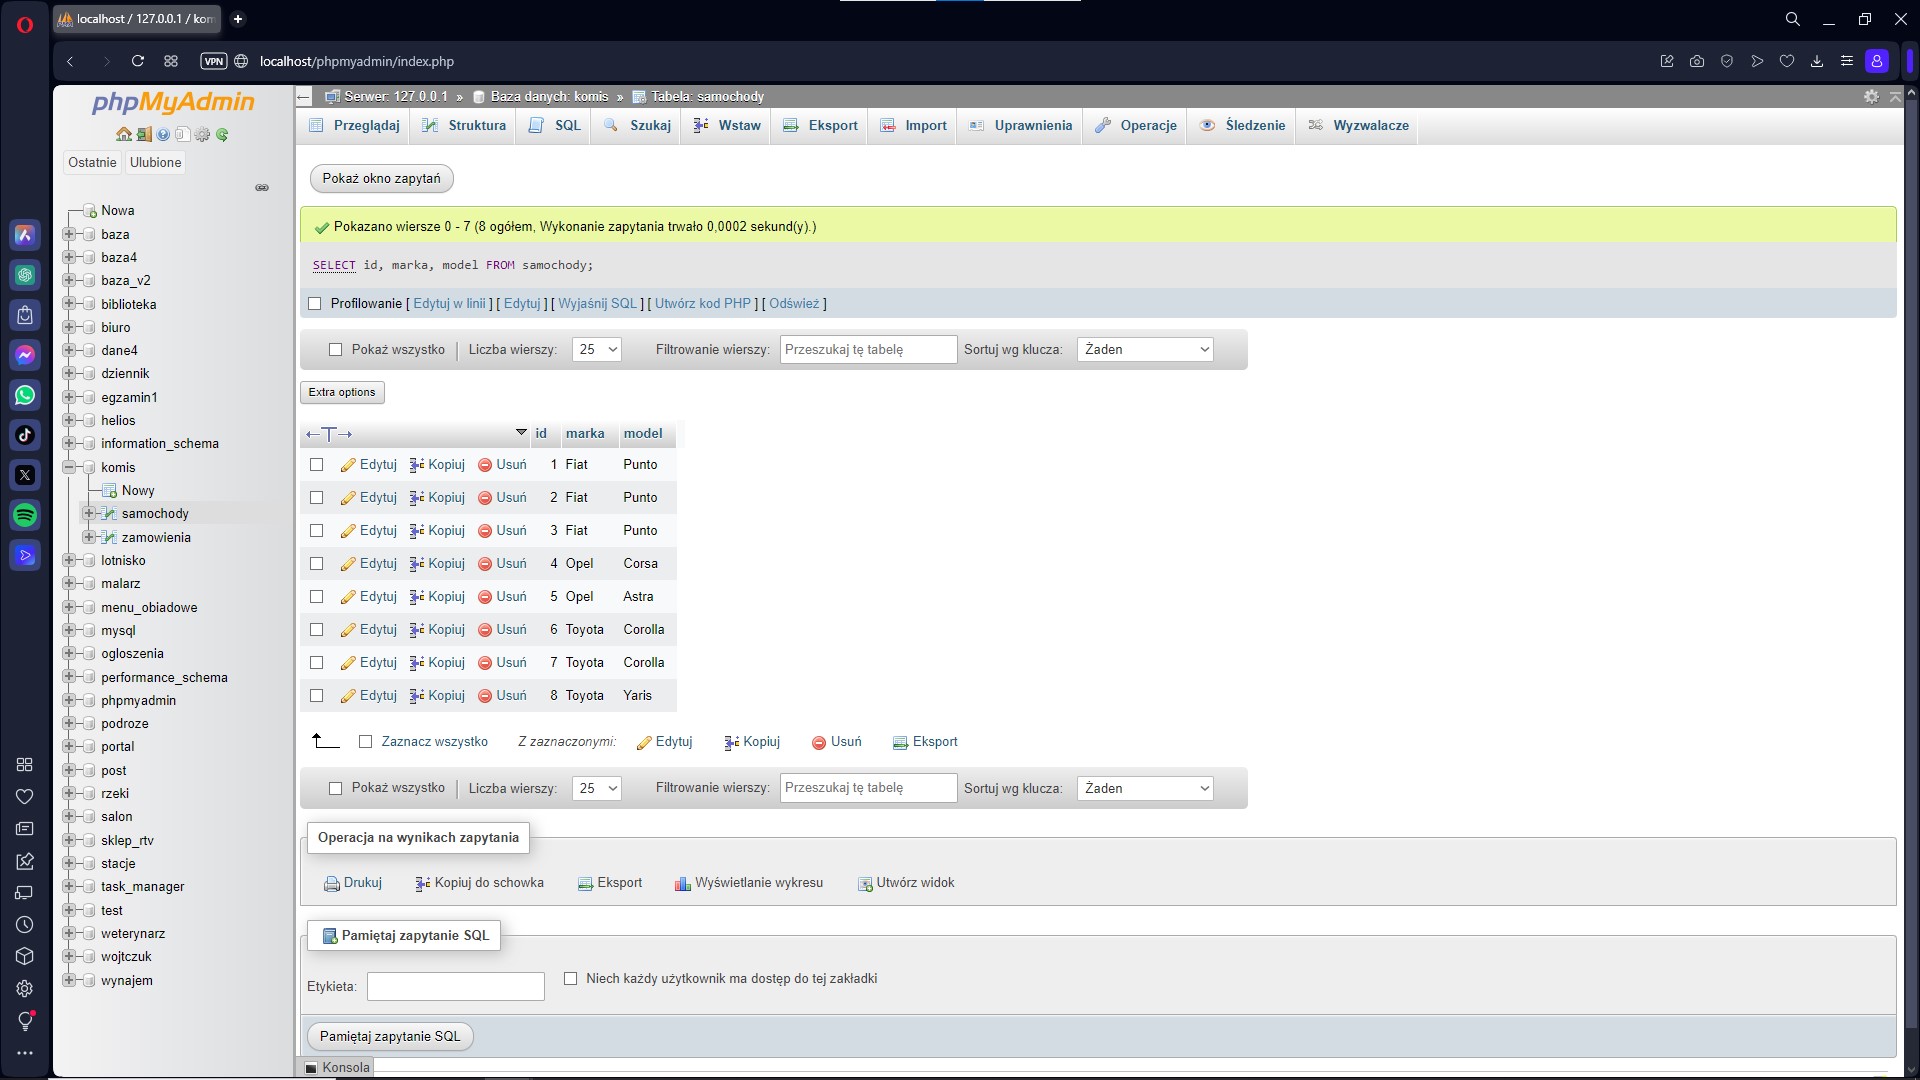 localhost / 127.0.0.1 / kom
VPN localhost/phpmyadmin/index.php
phpMyAdmin
Ostatnie Ulubione
Nowa
baza
baza4
baza_v2
biblioteka
biuro
dane4
dziennik
egzamin1
helios
information_schema
komis
Nowy
samochody
zamowienia
lotnisko
malarz
menu_obiadowe
mysql
ogloszenia
performance_schema
phpmyadmin
podroze
portal
post
rzeki
salon
sklep_rtv
stacje
task_manager
test
weterynarz
wojtczuk
wynajem
Serwer: 127.0.0.1 » Baza danych: komis » Tabela: samochody
Przeglądaj Struktura SQL Szukaj Wstaw Eksport Import Uprawnienia Operacje Śledzenie Wyzwalacze
Pokaż okno zapytań
Pokazano wiersze 0 - 7 (8 ogółem, Wykonanie zapytania trwało 0,0002 sekund(y).)
SELECT id, marka, model FROM samochody;
Profilowanie [ Edytuj w linii ] [ Edytuj ] [ Wyjaśnij SQL ] [ Utwórz kod PHP ] [ Odśwież ]
Pokaż wszystko Liczba wierszy: 25 Filtrowanie wierszy: Przeszukaj tę tabelę Sortuj wg klucza: Żaden
Extra options
←T→ id marka model
Edytuj Kopiuj Usuń 1 Fiat Punto
Edytuj Kopiuj Usuń 2 Fiat Punto
Edytuj Kopiuj Usuń 3 Fiat Punto
Edytuj Kopiuj Usuń 4 Opel Corsa
Edytuj Kopiuj Usuń 5 Opel Astra
Edytuj Kopiuj Usuń 6 Toyota Corolla
Edytuj Kopiuj Usuń 7 Toyota Corolla
Edytuj Kopiuj Usuń 8 Toyota Yaris
Zaznacz wszystko Z zaznaczonymi: Edytuj Kopiuj Usuń Eksport
Pokaż wszystko Liczba wierszy: 25 Filtrowanie wierszy: Przeszukaj tę tabelę Sortuj wg klucza: Żaden
Operacja na wynikach zapytania
Drukuj Kopiuj do schowka Eksport Wyświetlanie wykresu Utwórz widok
Pamiętaj zapytanie SQL
Etykieta: Niech każdy użytkownik ma dostęp do tej zakładki
Pamiętaj zapytanie SQL
Konsola